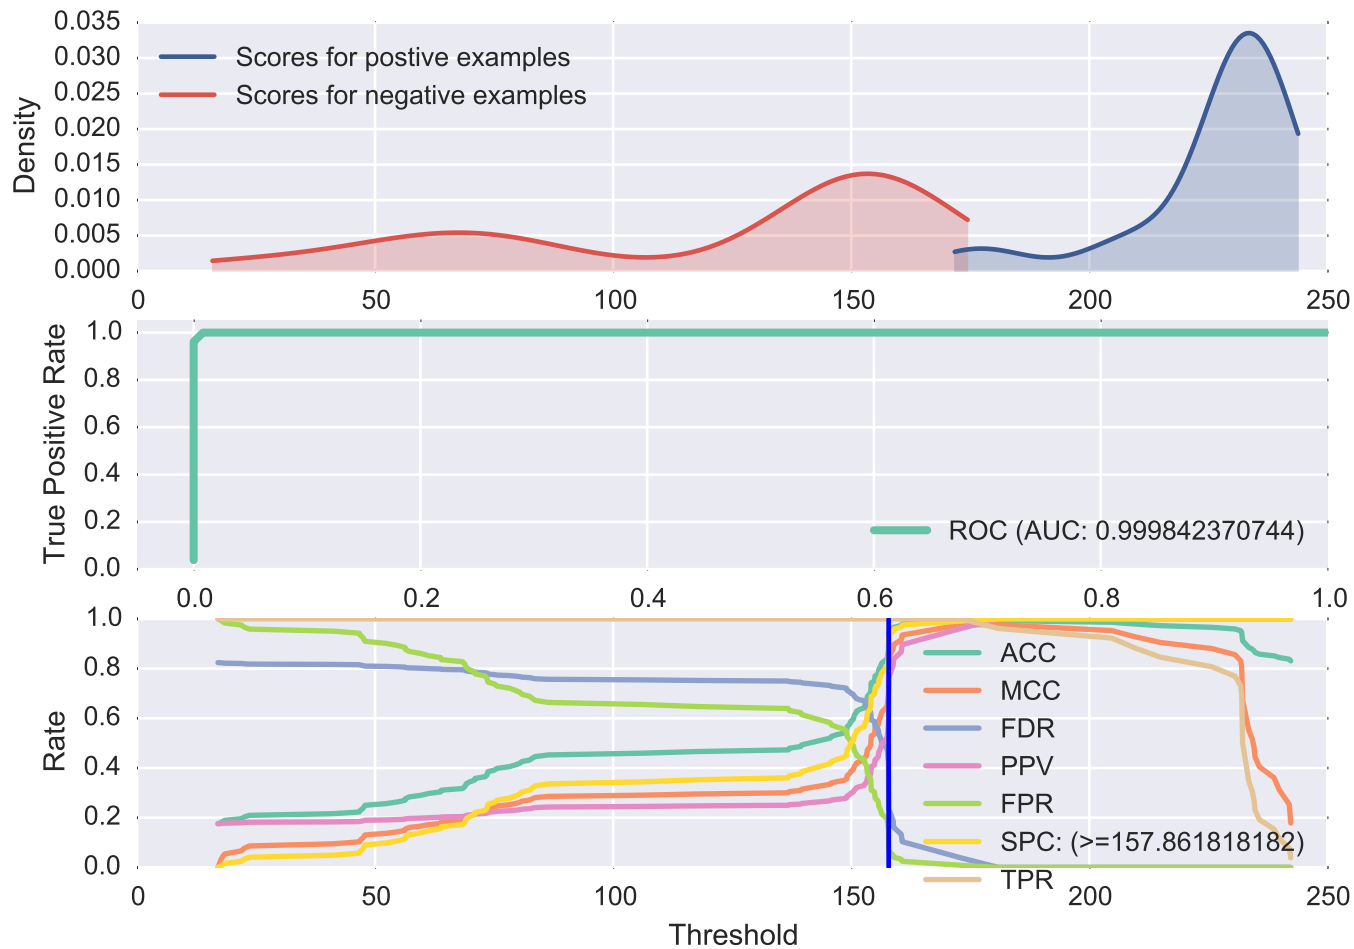 0.035
0.030
0.025
0.020
0.015
0.010
0.005
0.000
Density
Scores for postive examples
Scores for negative examples
0 50 100 150 200 250
1.0
0.8
0.6
0.4
0.2
0.0
True Positive Rate
ROC (AUC: 0.999842370744)
0.0 0.2 0.4 0.6 0.8 1.0
1.0
0.8
0.6
0.4
0.2
0.0
Rate
ACC
MCC
FDR
PPV
FPR
SPC: (>=157.861818182)
TPR
0 50 100 150 200 250
Threshold